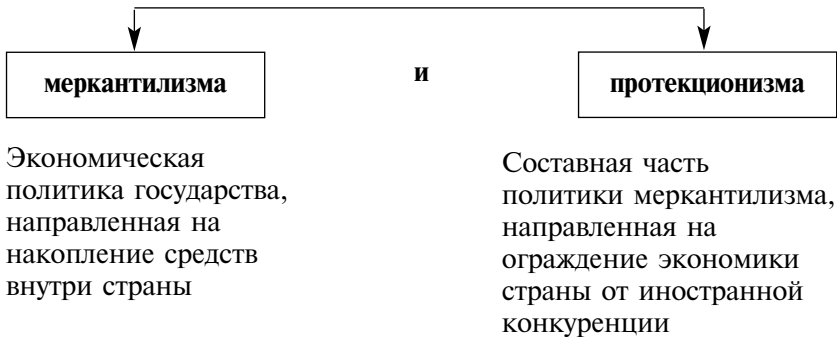 меркантилизма
и
протекционизма
Экономическая
политика государства,
направленная на
накопление средств
внутри страны
Составная часть
политики меркантилизма,
направленная на
ограждение экономики
страны от иностранной
конкуренции